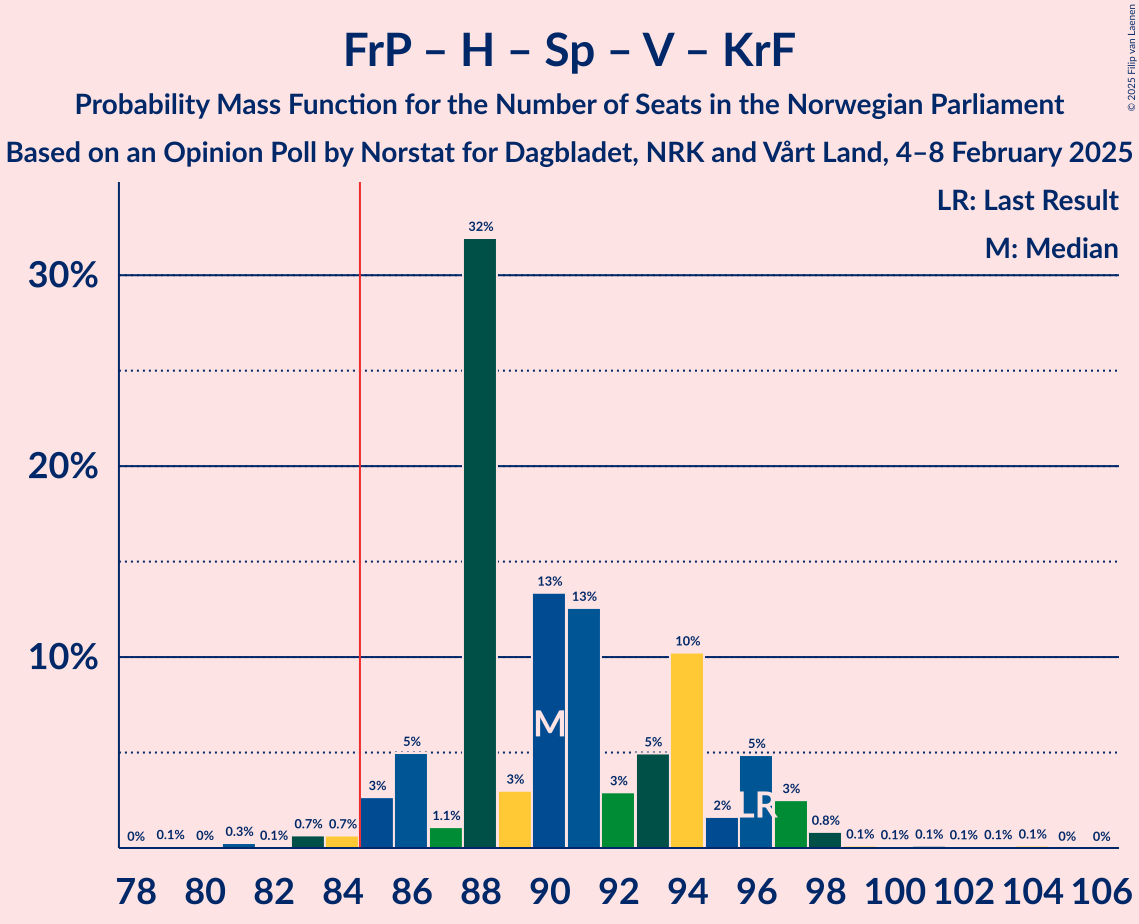 FrP – H – Sp – V – KrF
Probability Mass Function for the Number of Seats in the Norwegian Parliament
Based on an Opinion Poll by Norstat for Dagbladet, NRK and Vårt Land, 4–8 February 2025
© 2025 Filip van Laenen
LR: Last Result
M: Median
30%
20%
10%
0% 0.1% 0% 0.3% 0.1% 0.7% 0.7% 3% 5% 1.1% 32% 3% 13% 13% 3% 5% 10% 2% 5% 3% 0.8% 0.1% 0.1% 0.1% 0.1% 0.1% 0.1% 0% 0%
M
LR
78 80 82 84 86 88 90 92 94 96 98 100 102 104 106